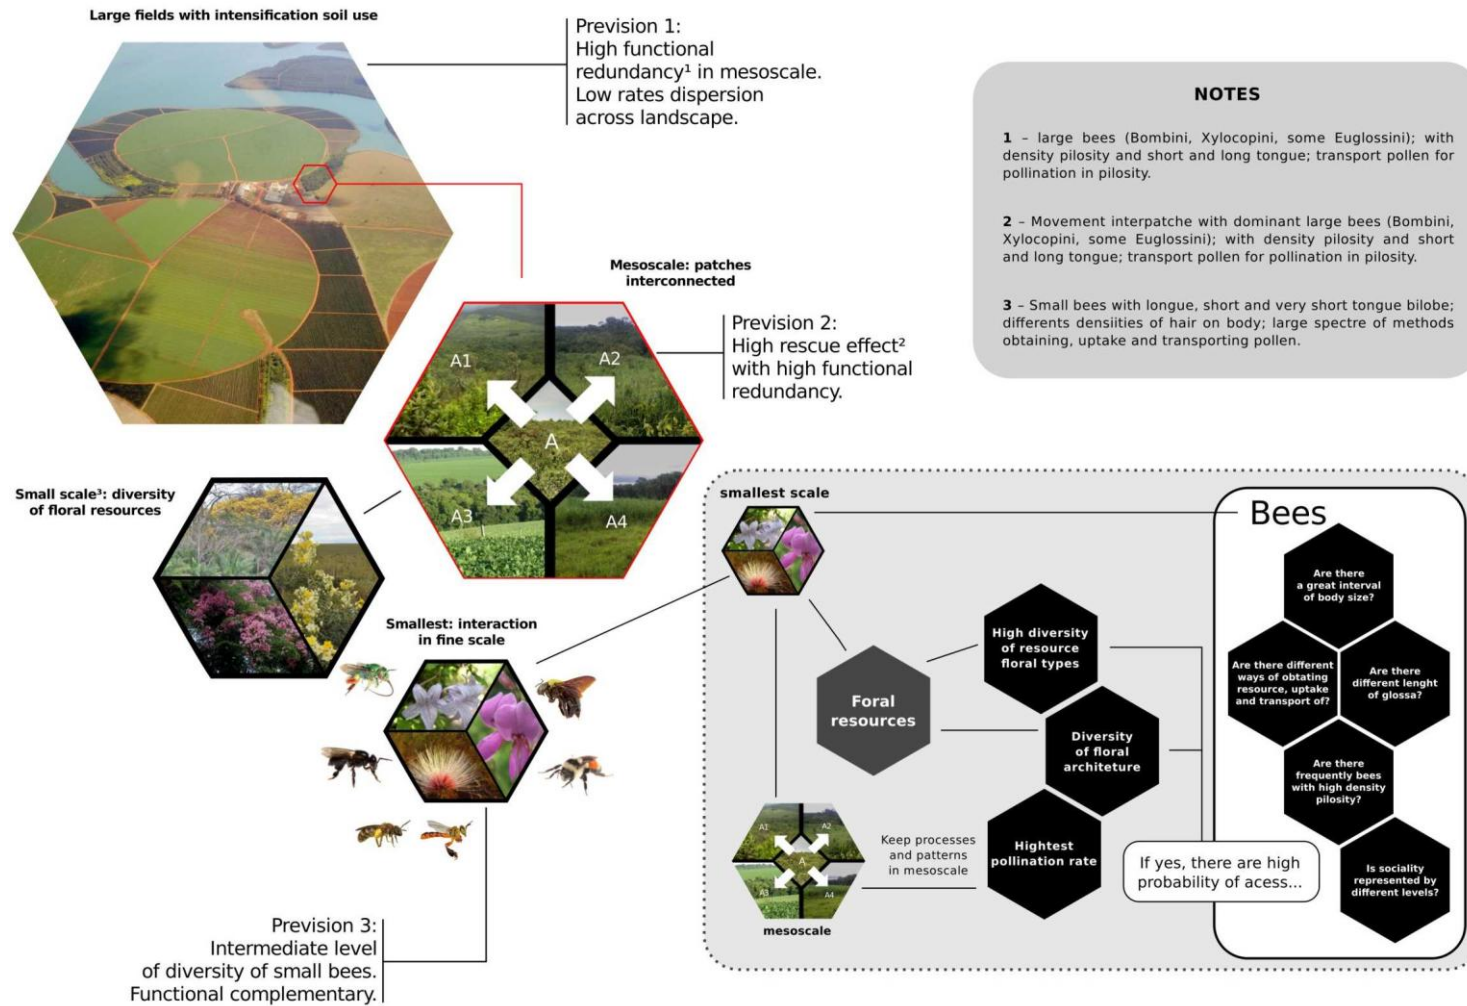 Large fields with intensification soil use
Prevision 1:
High functional
redundancy¹ in mesoscale.
Low rates dispersion
across landscape.
NOTES
1 – large bees (Bombini, Xylocopini, some Euglossini); with
density pilosity and short and long tongue; transport pollen for
pollination in pilosity.
2 – Movement interpatche with dominant large bees (Bombini,
Xylocopini, some Euglossini); with density pilosity and short
and long tongue; transport pollen for pollination in pilosity.
3 – Small bees with longue, short and very short tongue bilobe;
differents densiities of hair on body; large spectre of methods
obtaining, uptake and transporting pollen.
Mesoscale: patches
interconnected
Prevision 2:
High rescue effect²
with high functional
redundancy.
A1
A2
A
A3
A4
Small scale³: diversity
of floral resources
Smallest: interaction
in fine scale
Prevision 3:
Intermediate level
of diversity of small bees.
Functional complementary.
smallest scale
Foral
resources
High diversity
of resource
floral types
Diversity
of floral
architeture
Hightest
pollination rate
Keep processes
and patterns
in mesoscale
A1
A2
A
A3
A4
mesoscale
Bees
Are there
a great interval
of body size?
Are there different
ways of obtating
resource, uptake
and transport of?
Are there
different lenght
of glossa?
Are there
frequently bees
with high density
pilosity?
Is sociality
represented by
different levels?
If yes, there are high
probability of acess...